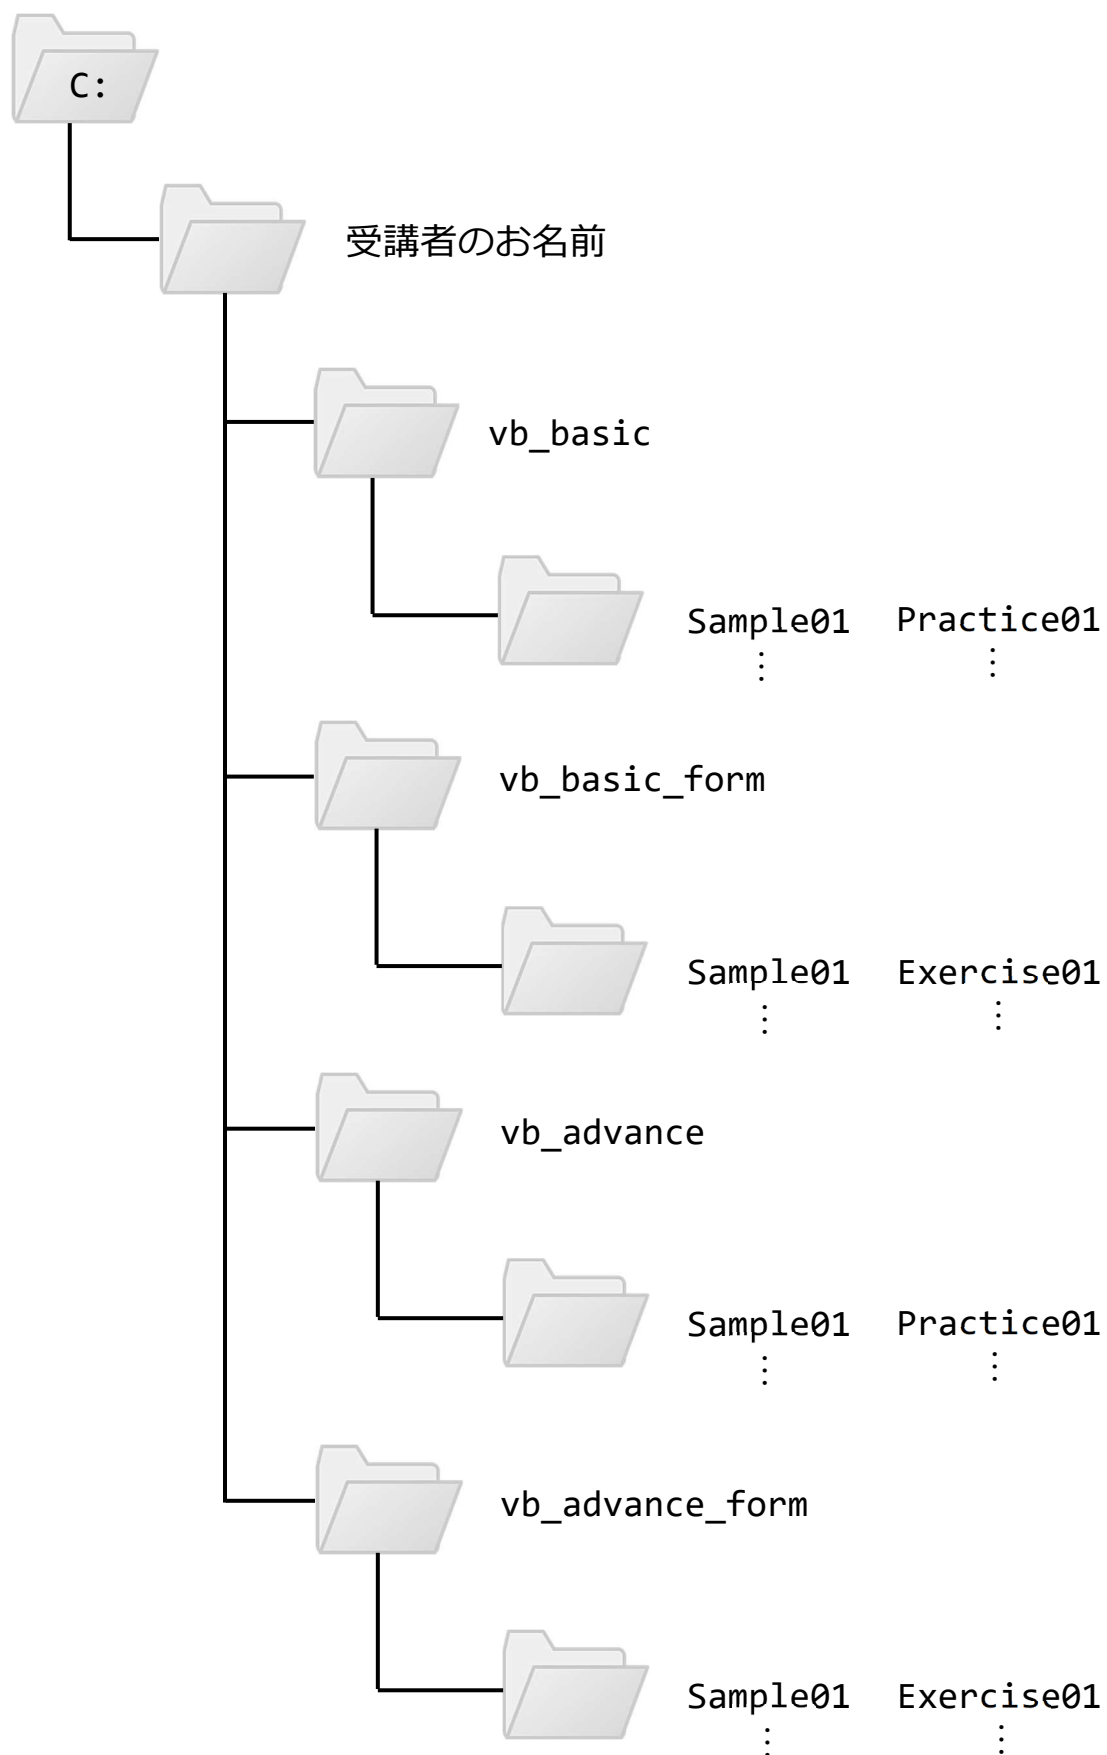 C:
受講者のお名前
vb_basic
Sample01 Practice01
⋮ ⋮
vb_basic_form
Sample01 Exercise01
⋮ ⋮
vb_advance
Sample01 Practice01
⋮ ⋮
vb_advance_form
Sample01 Exercise01
⋮ ⋮